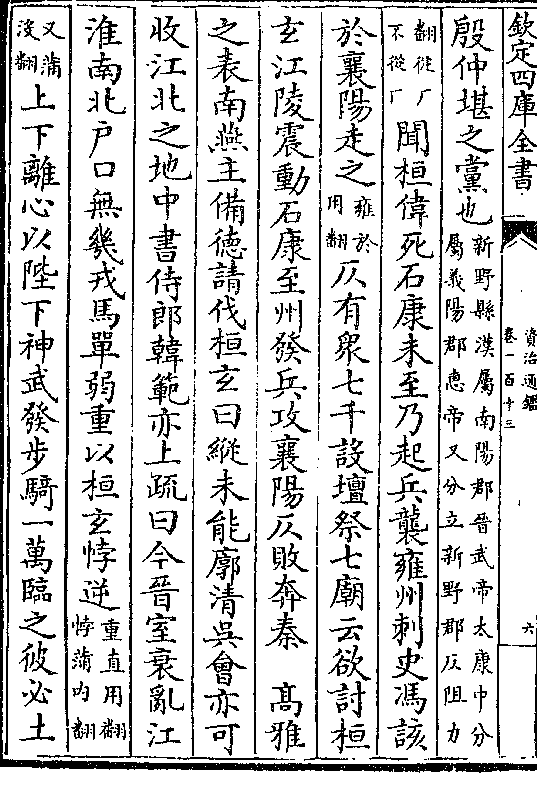 欽定四庫全書
資治通鑑
卷一百十三
六
殷仲堪之黨也新野縣漢屬南陽郡晉武帝太康中分
屬義陽郡惠帝又分立新野郡仄阻力
翻從厂
不從厂聞桓偉死石康未至乃起兵襲雍州刺史馮該
於襄陽走之雍於
用翻仄有衆七千設壇祭七廟云欲討桓
玄江陵震動石康至州發兵攻襄陽仄敗奔秦 高雅
之表南燕主備徳請伐桓玄曰縱未能廓清吳會亦可
收江北之地中書侍郎韓範亦上疏曰今晉室衰亂江
淮南北户口無幾戎馬單弱重以桓玄悖逆重直用翻
悖蒲内翻
又蒲
沒翻上下離心以陛下神武發步騎一萬臨之彼必土